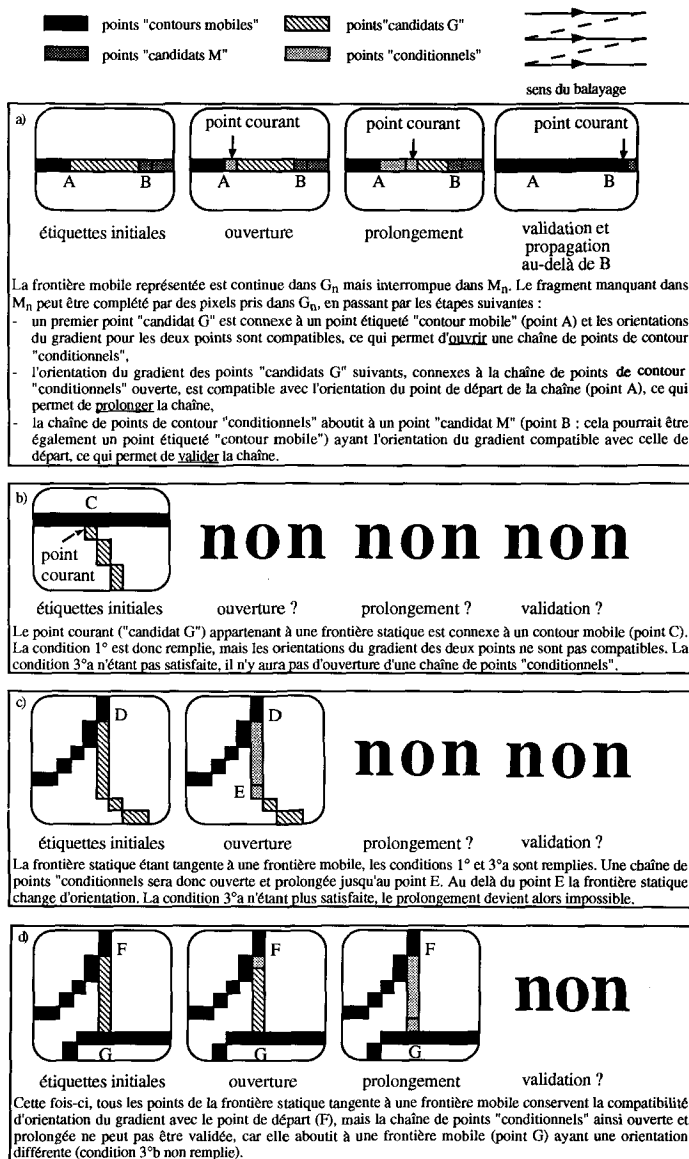 points "contours mobiles"
points"candidats G"
points "candidats M"
points "conditionnels"
sens du balayage
a)
point courant
point courant
point courant
A
B
A
B
A
B
A
B
étiquettes initiales
ouverture
prolongement
validation et
propagation
au-delà de B
La frontière mobile représentée est continue dans Gn mais interrompue dans Mn. Le fragment manquant dans
Mn peut être complété par des pixels pris dans Gn, en passant par les étapes suivantes :
- un premier point "candidat G" est connexe à un point étiqueté "contour mobile" (point A) et les orientations
du gradient pour les deux points sont compatibles, ce qui permet d'ouvrir une chaîne de points de contour
"conditionnels",
- l'orientation du gradient des points "candidats G" suivants, connexes à la chaîne de points de contour
"conditionnels" ouverte, est compatible avec l'orientation du point de départ de la chaîne (point A), ce qui
permet de prolonger la chaîne,
- la chaîne de points de contour "conditionnels" aboutit à un point "candidat M" (point B : cela pourrait être
également un point étiqueté "contour mobile") ayant l'orientation du gradient compatible avec celle de
départ, ce qui permet de valider la chaîne.
b)
C
point
courant
non non non
étiquettes initiales
ouverture ?
prolongement ?
validation ?
Le point courant ("candidat G") appartenant à une frontière statique est connexe à un contour mobile (point C).
La condition 1° est donc remplie, mais les orientations du gradient des deux points ne sont pas compatibles. La
condition 3°a n'étant pas satisfaite, il n'y aura pas d'ouverture d'une chaîne de points "conditionnels".
c)
D
D
E
non non
étiquettes initiales
ouverture
prolongement ?
validation ?
La frontière statique étant tangente à une frontière mobile, les conditions 1° et 3°a sont remplies. Une chaîne de
points "conditionnels sera donc ouverte et prolongée jusqu'au point E. Au delà du point E la frontière statique
change d'orientation. La condition 3°a n'étant plus satisfaite, le prolongement devient alors impossible.
d)
F
F
F
G
G
G
non
étiquettes initiales
ouverture
prolongement
validation ?
Cette fois-ci, tous les points de la frontière statique tangente à une frontière mobile conservent la compatibilité
d'orientation du gradient avec le point de départ (F), mais la chaîne de points "conditionnels" ainsi ouverte et
prolongée ne peut pas être validée, car elle aboutit à une frontière mobile (point G) ayant une orientation
différente (condition 3°b non remplie).